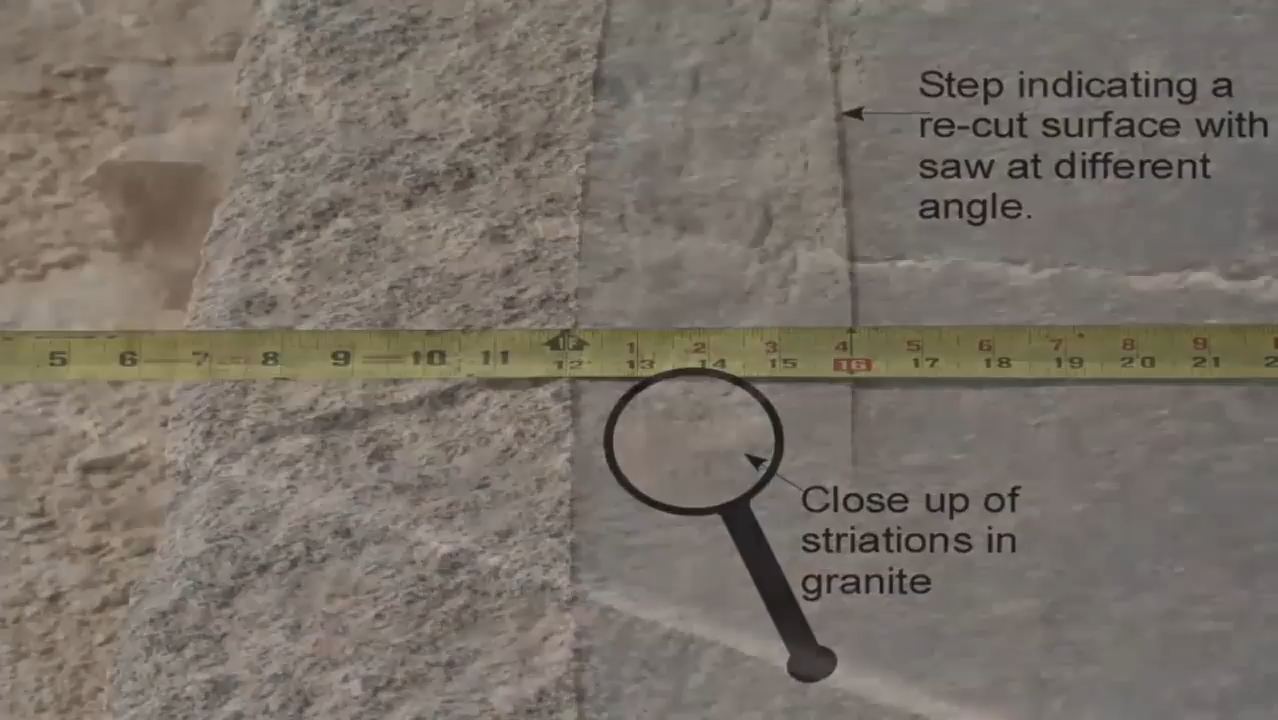 Step indicating a
re-cut surface with
saw at different
angle.
1 2 3 4 5 6 7 8 9
5 6 7 8 9 10 11 12 13 14 15 16 17 18 19 20 21
Close up of
striations in
granite